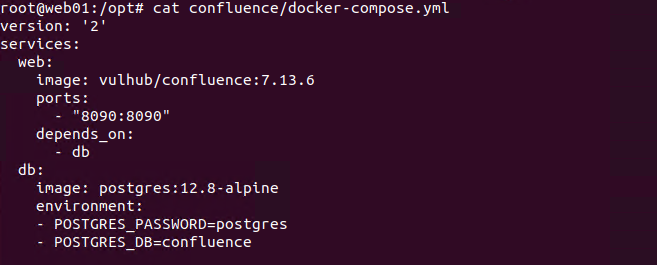 root@web01:/opt# cat confluence/docker-compose.yml
version: '2'
services:
  web:
    image: vulhub/confluence:7.13.6
    ports:
      - "8090:8090"
    depends_on:
      - db
  db:
    image: postgres:12.8-alpine
    environment:
    - POSTGRES_PASSWORD=postgres
    - POSTGRES_DB=confluence